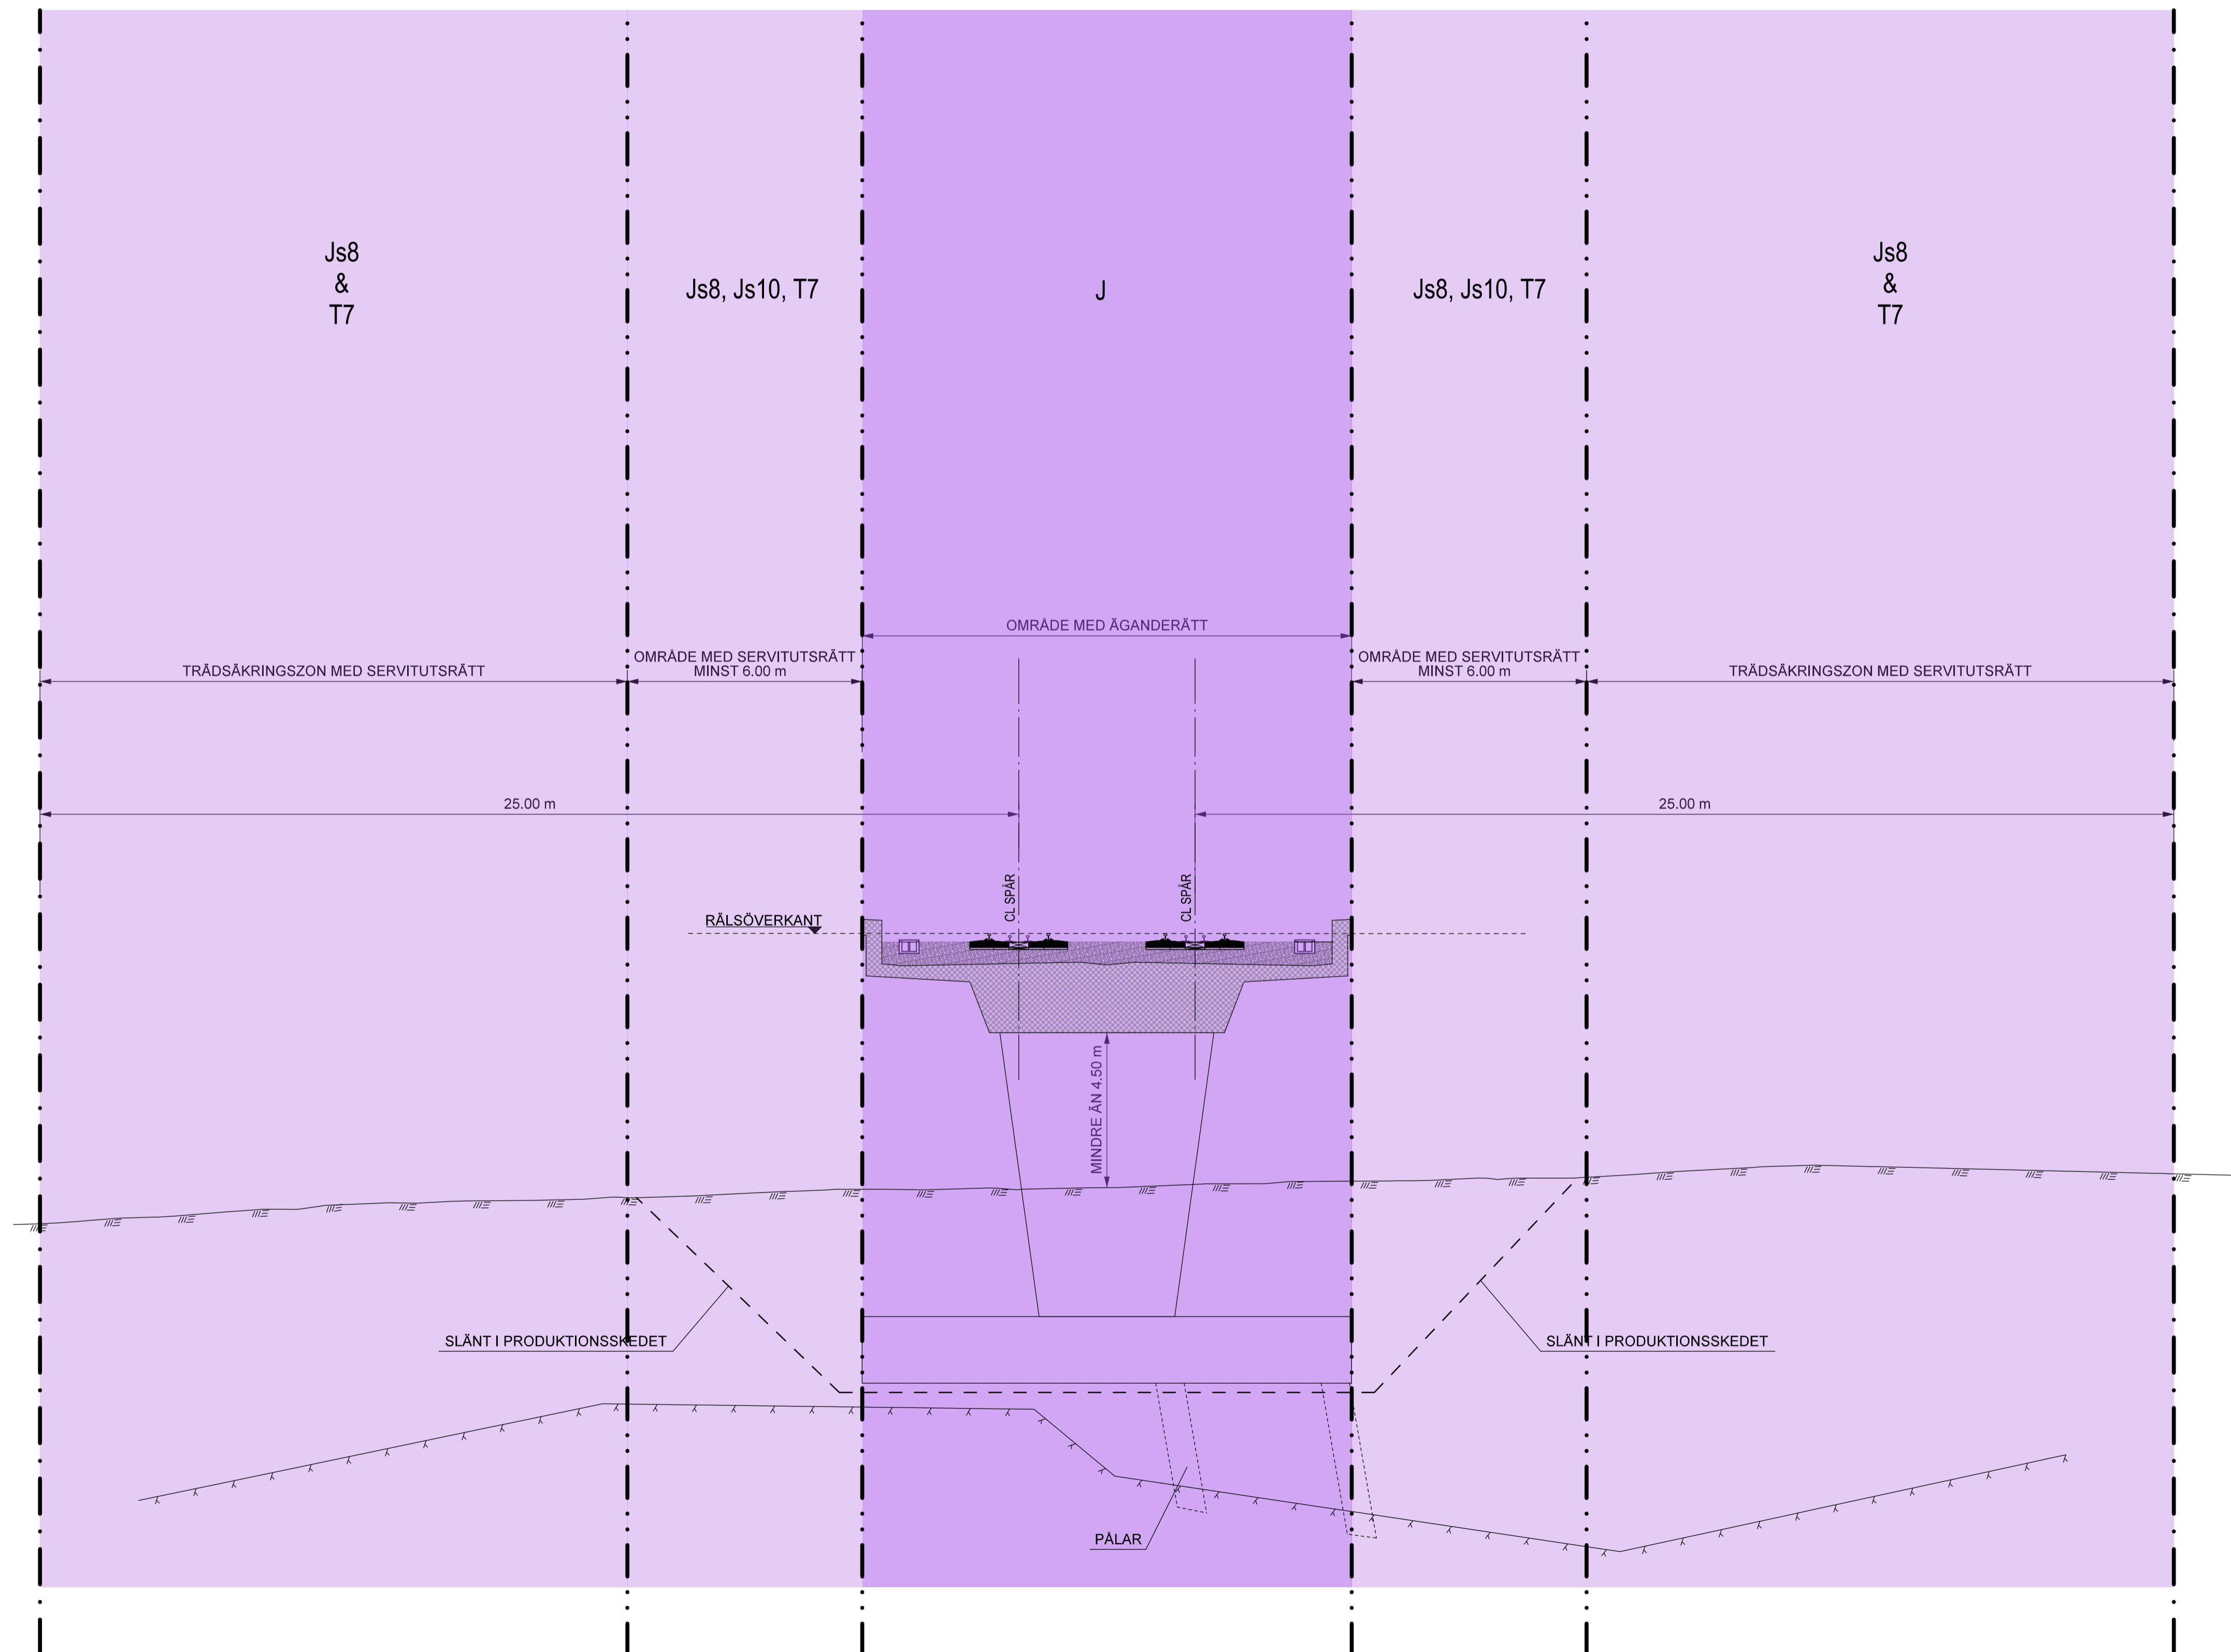 Js8
&
T7
Js8, Js10, T7
J
Js8, Js10, T7
Js8
&
T7
OMRÅDE MED ÄGANDERÄTT
TRÄDSÄKRINGSZON MED SERVITUTSRÄTT
OMRÅDE MED SERVITUTSRÄTT
MINST 6.00 m
OMRÅDE MED SERVITUTSRÄTT
MINST 6.00 m
TRÄDSÄKRINGSZON MED SERVITUTSRÄTT
25.00 m
25.00 m
CL SPÅR
CL SPÅR
RÄLSÖVERKANT
MINDRE ÄN 4.50 m
SLÄNT I PRODUKTIONSSKEDET
SLÄNT I PRODUKTIONSSKEDET
PÅLAR